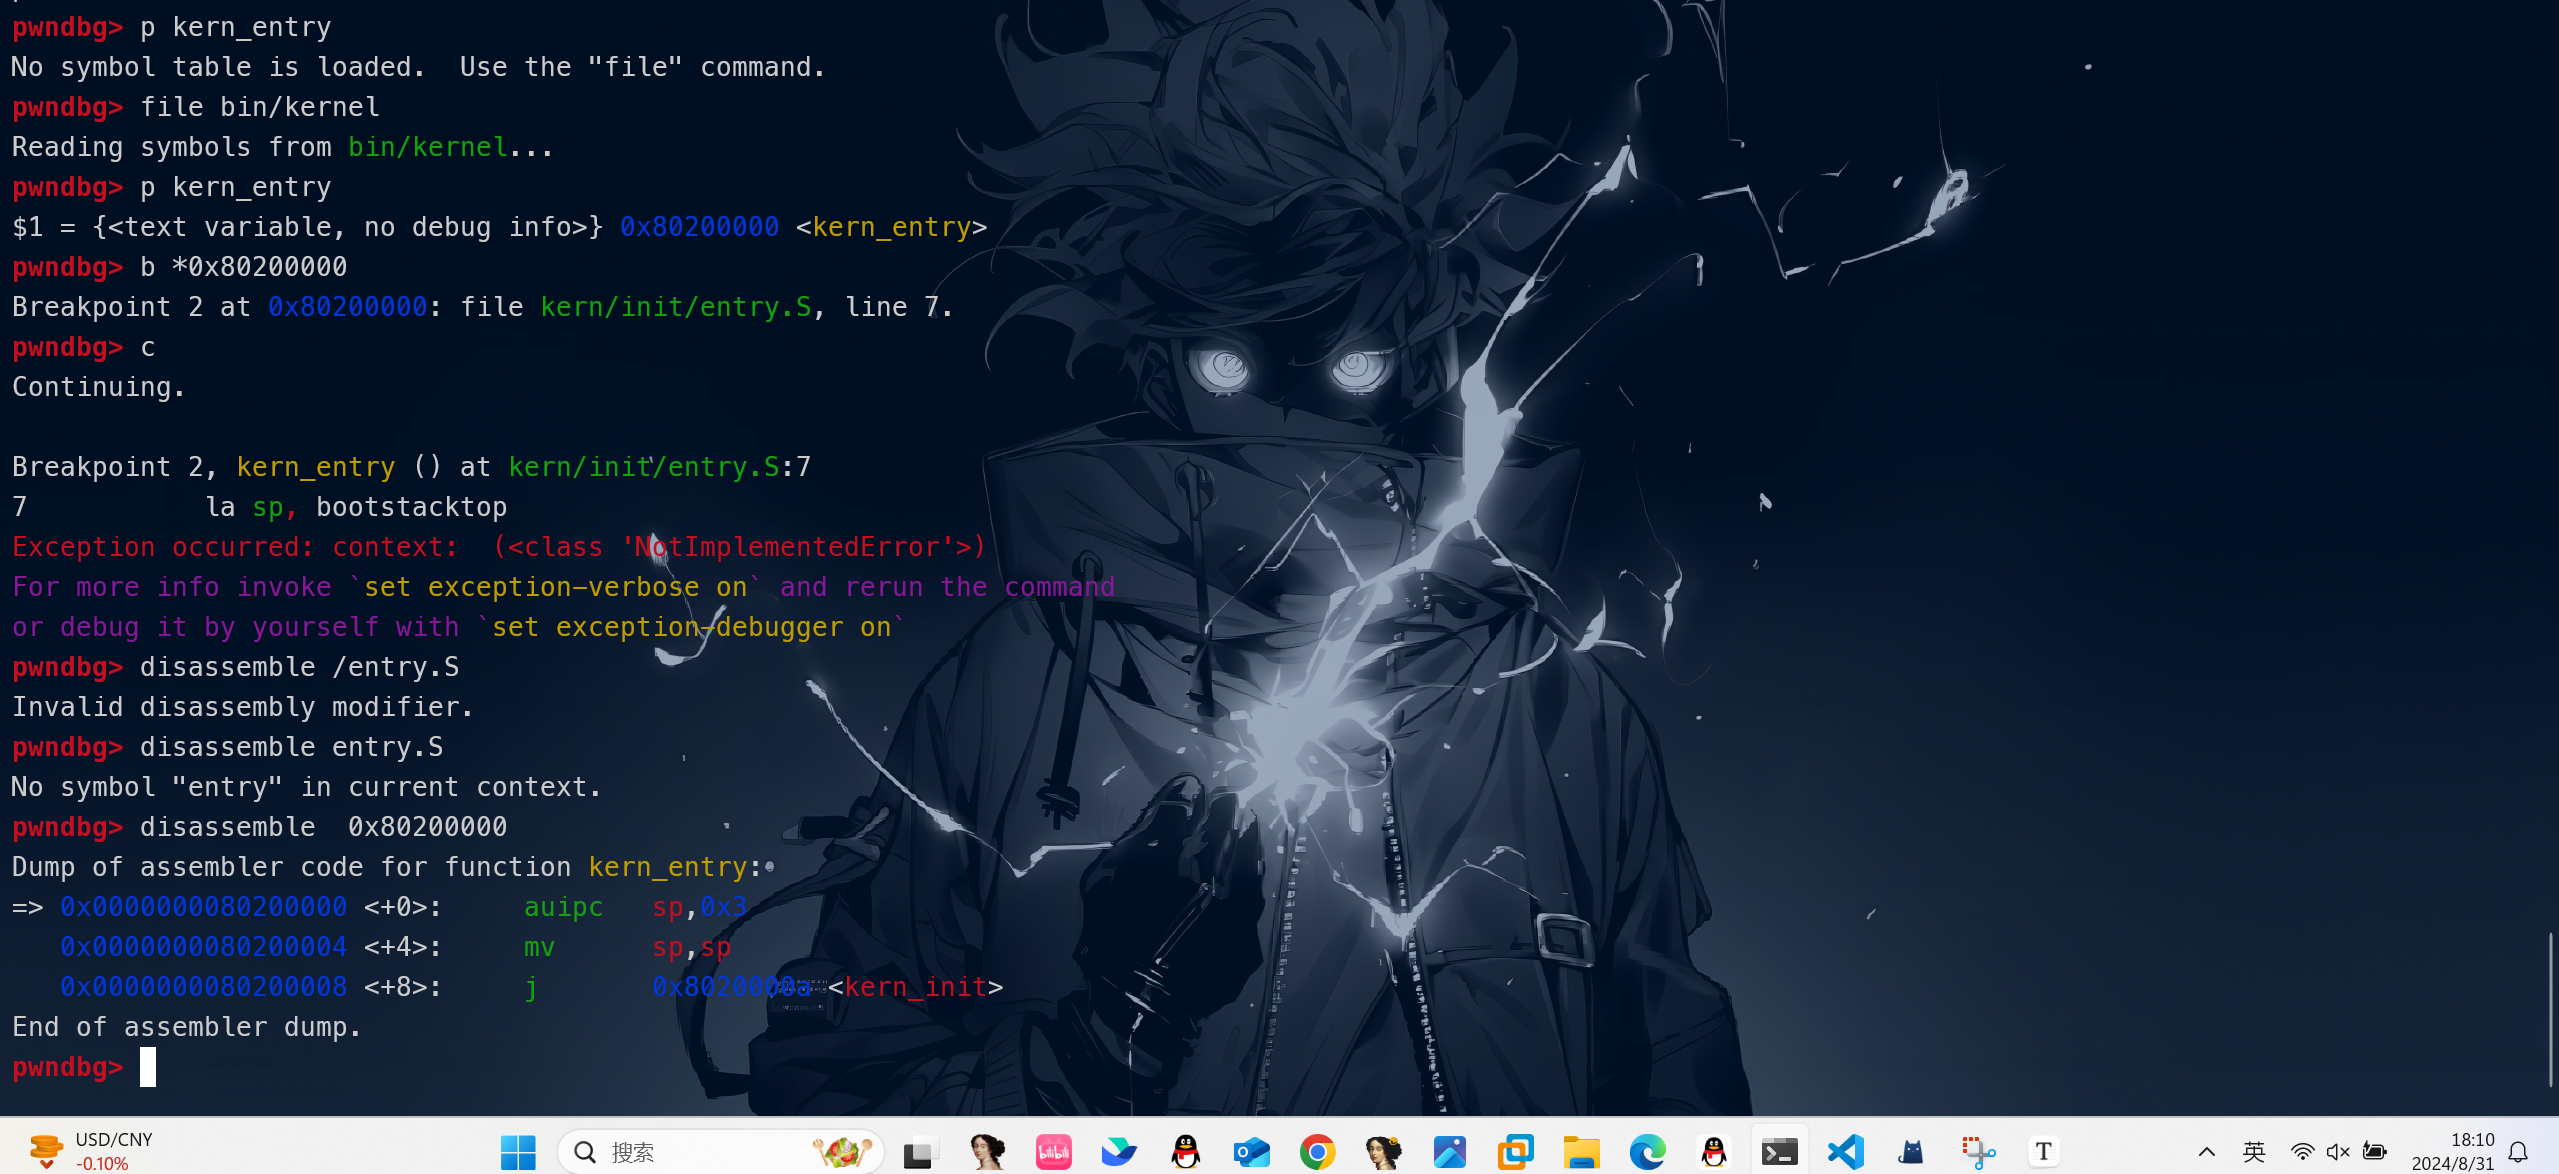 pwndbg> p kern_entry
No symbol table is loaded.  Use the "file" command.
pwndbg> file bin/kernel
Reading symbols from bin/kernel...
pwndbg> p kern_entry
$1 = {<text variable, no debug info>} 0x80200000 <kern_entry>
pwndbg> b *0x80200000
Breakpoint 2 at 0x80200000: file kern/init/entry.S, line 7.
pwndbg> c
Continuing.

Breakpoint 2, kern_entry () at kern/init/entry.S:7
7           la sp, bootstacktop
Exception occurred: context:  (<class 'NotImplementedError'>)
For more info invoke `set exception-verbose on` and rerun the command
or debug it by yourself with `set exception-debugger on`
pwndbg> disassemble /entry.S
Invalid disassembly modifier.
pwndbg> disassemble entry.S
No symbol "entry" in current context.
pwndbg> disassemble  0x80200000
Dump of assembler code for function kern_entry:
=> 0x0000000080200000 <+0>:     auipc   sp,0x3
   0x0000000080200004 <+4>:     mv      sp,sp
   0x0000000080200008 <+8>:     j       0x8020000a <kern_init>
End of assembler dump.
pwndbg>
USD/CNY
-0.10%
搜索
bilibili
T
英
18:10
2024/8/31